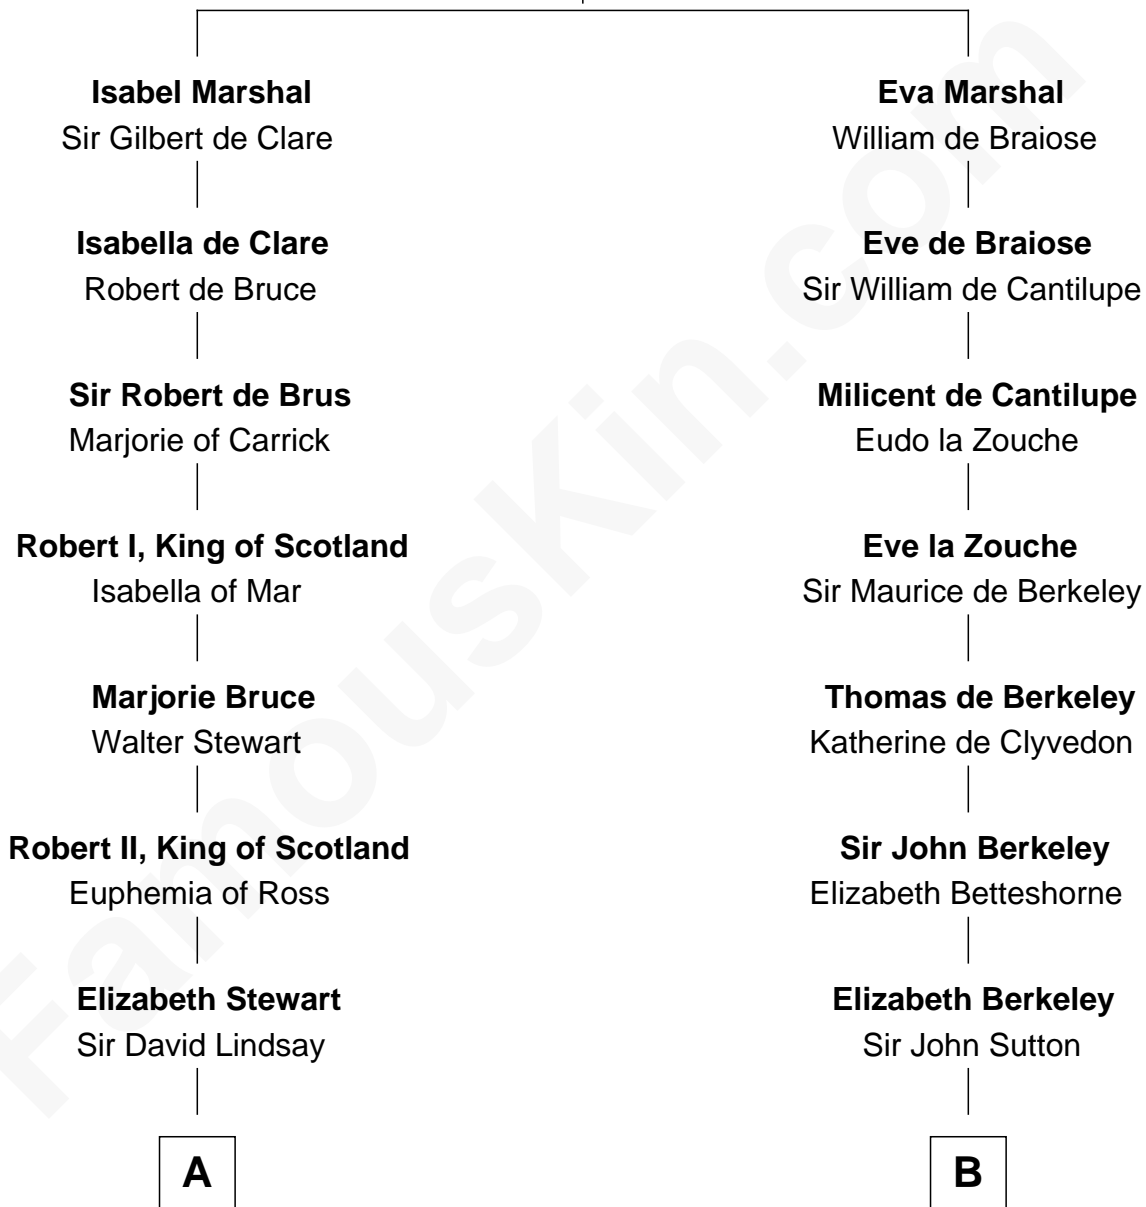 Isabel Marshal
Sir Gilbert de Clare
Isabella de Clare
Robert de Bruce
Sir Robert de Brus
Marjorie of Carrick
Robert I, King of Scotland
Isabella of Mar
Marjorie Bruce
Walter Stewart
Robert II, King of Scotland
Euphemia of Ross
Elizabeth Stewart
Sir David Lindsay
A
Eva Marshal
William de Braiose
Eve de Braiose
Sir William de Cantilupe
Milicent de Cantilupe
Eudo la Zouche
Eve la Zouche
Sir Maurice de Berkeley
Thomas de Berkeley
Katherine de Clyvedon
Sir John Berkeley
Elizabeth Betteshorne
Elizabeth Berkeley
Sir John Sutton
B
FamousKin.com